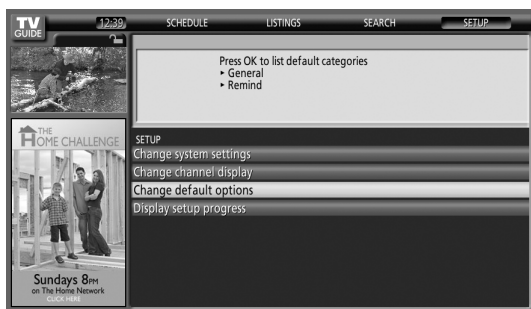 TV
GUIDE
12:39
SCHEDULE
LISTINGS
SEARCH
SETUP
Press OK to list default categories
▸ General
▸ Remind
THE
HOME CHALLENGE
SETUP
Change system settings
Change channel display
Change default options
Display setup progress
Sundays 8PM
on The Home Network
CLICK HERE